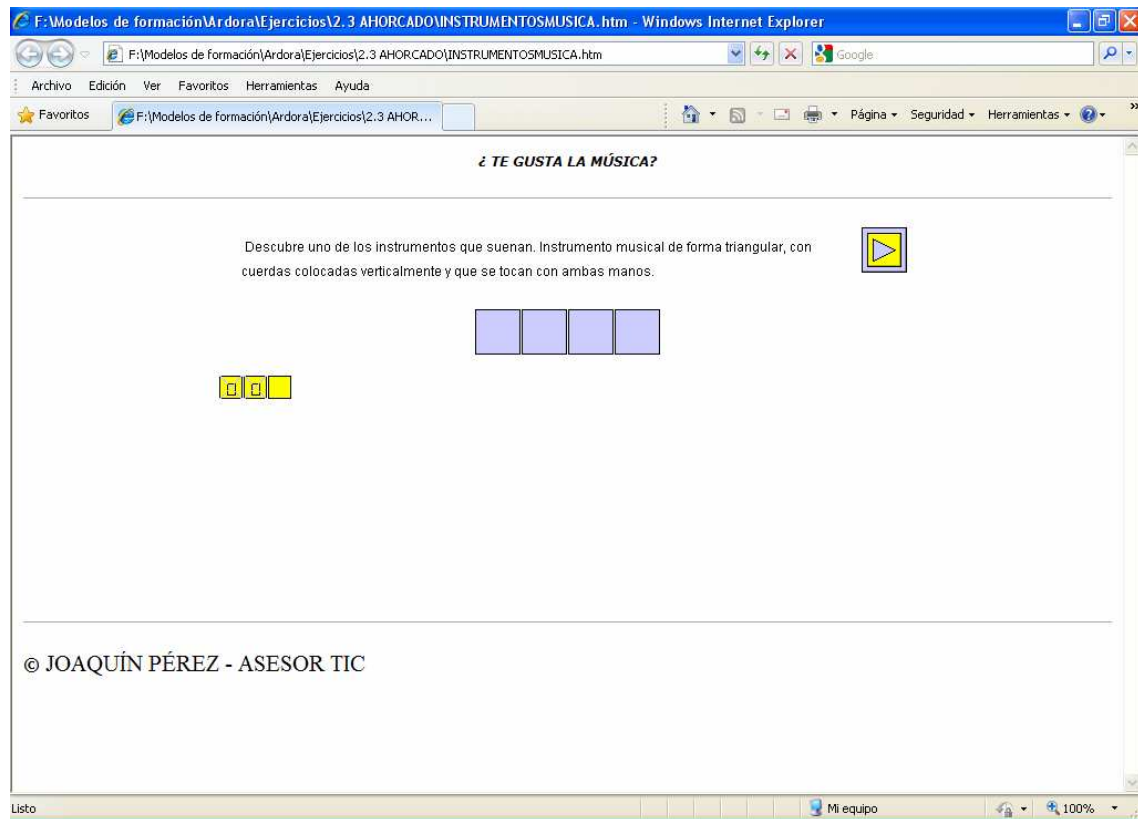 F:\Modelos de formación\Ardora\Ejercicios\2.3 AHORCADO\INSTRUMENTOSMUSICA.htm - Windows Internet Explorer
F:\Modelos de formación\Ardora\Ejercicios\2.3 AHORCADO\INSTRUMENTOSMUSICA.htm
Google
Archivo Edición Ver Favoritos Herramientas Ayuda
Favoritos F:\Modelos de formación\Ardora\Ejercicios\2.3 AHOR... Página Seguridad Herramientas
¿ TE GUSTA LA MÚSICA?
Descubre uno de los instrumentos que suenan. Instrumento musical de forma triangular, con
cuerdas colocadas verticalmente y que se tocan con ambas manos.
© JOAQUÍN PÉREZ - ASESOR TIC
Listo Mi equipo 100%